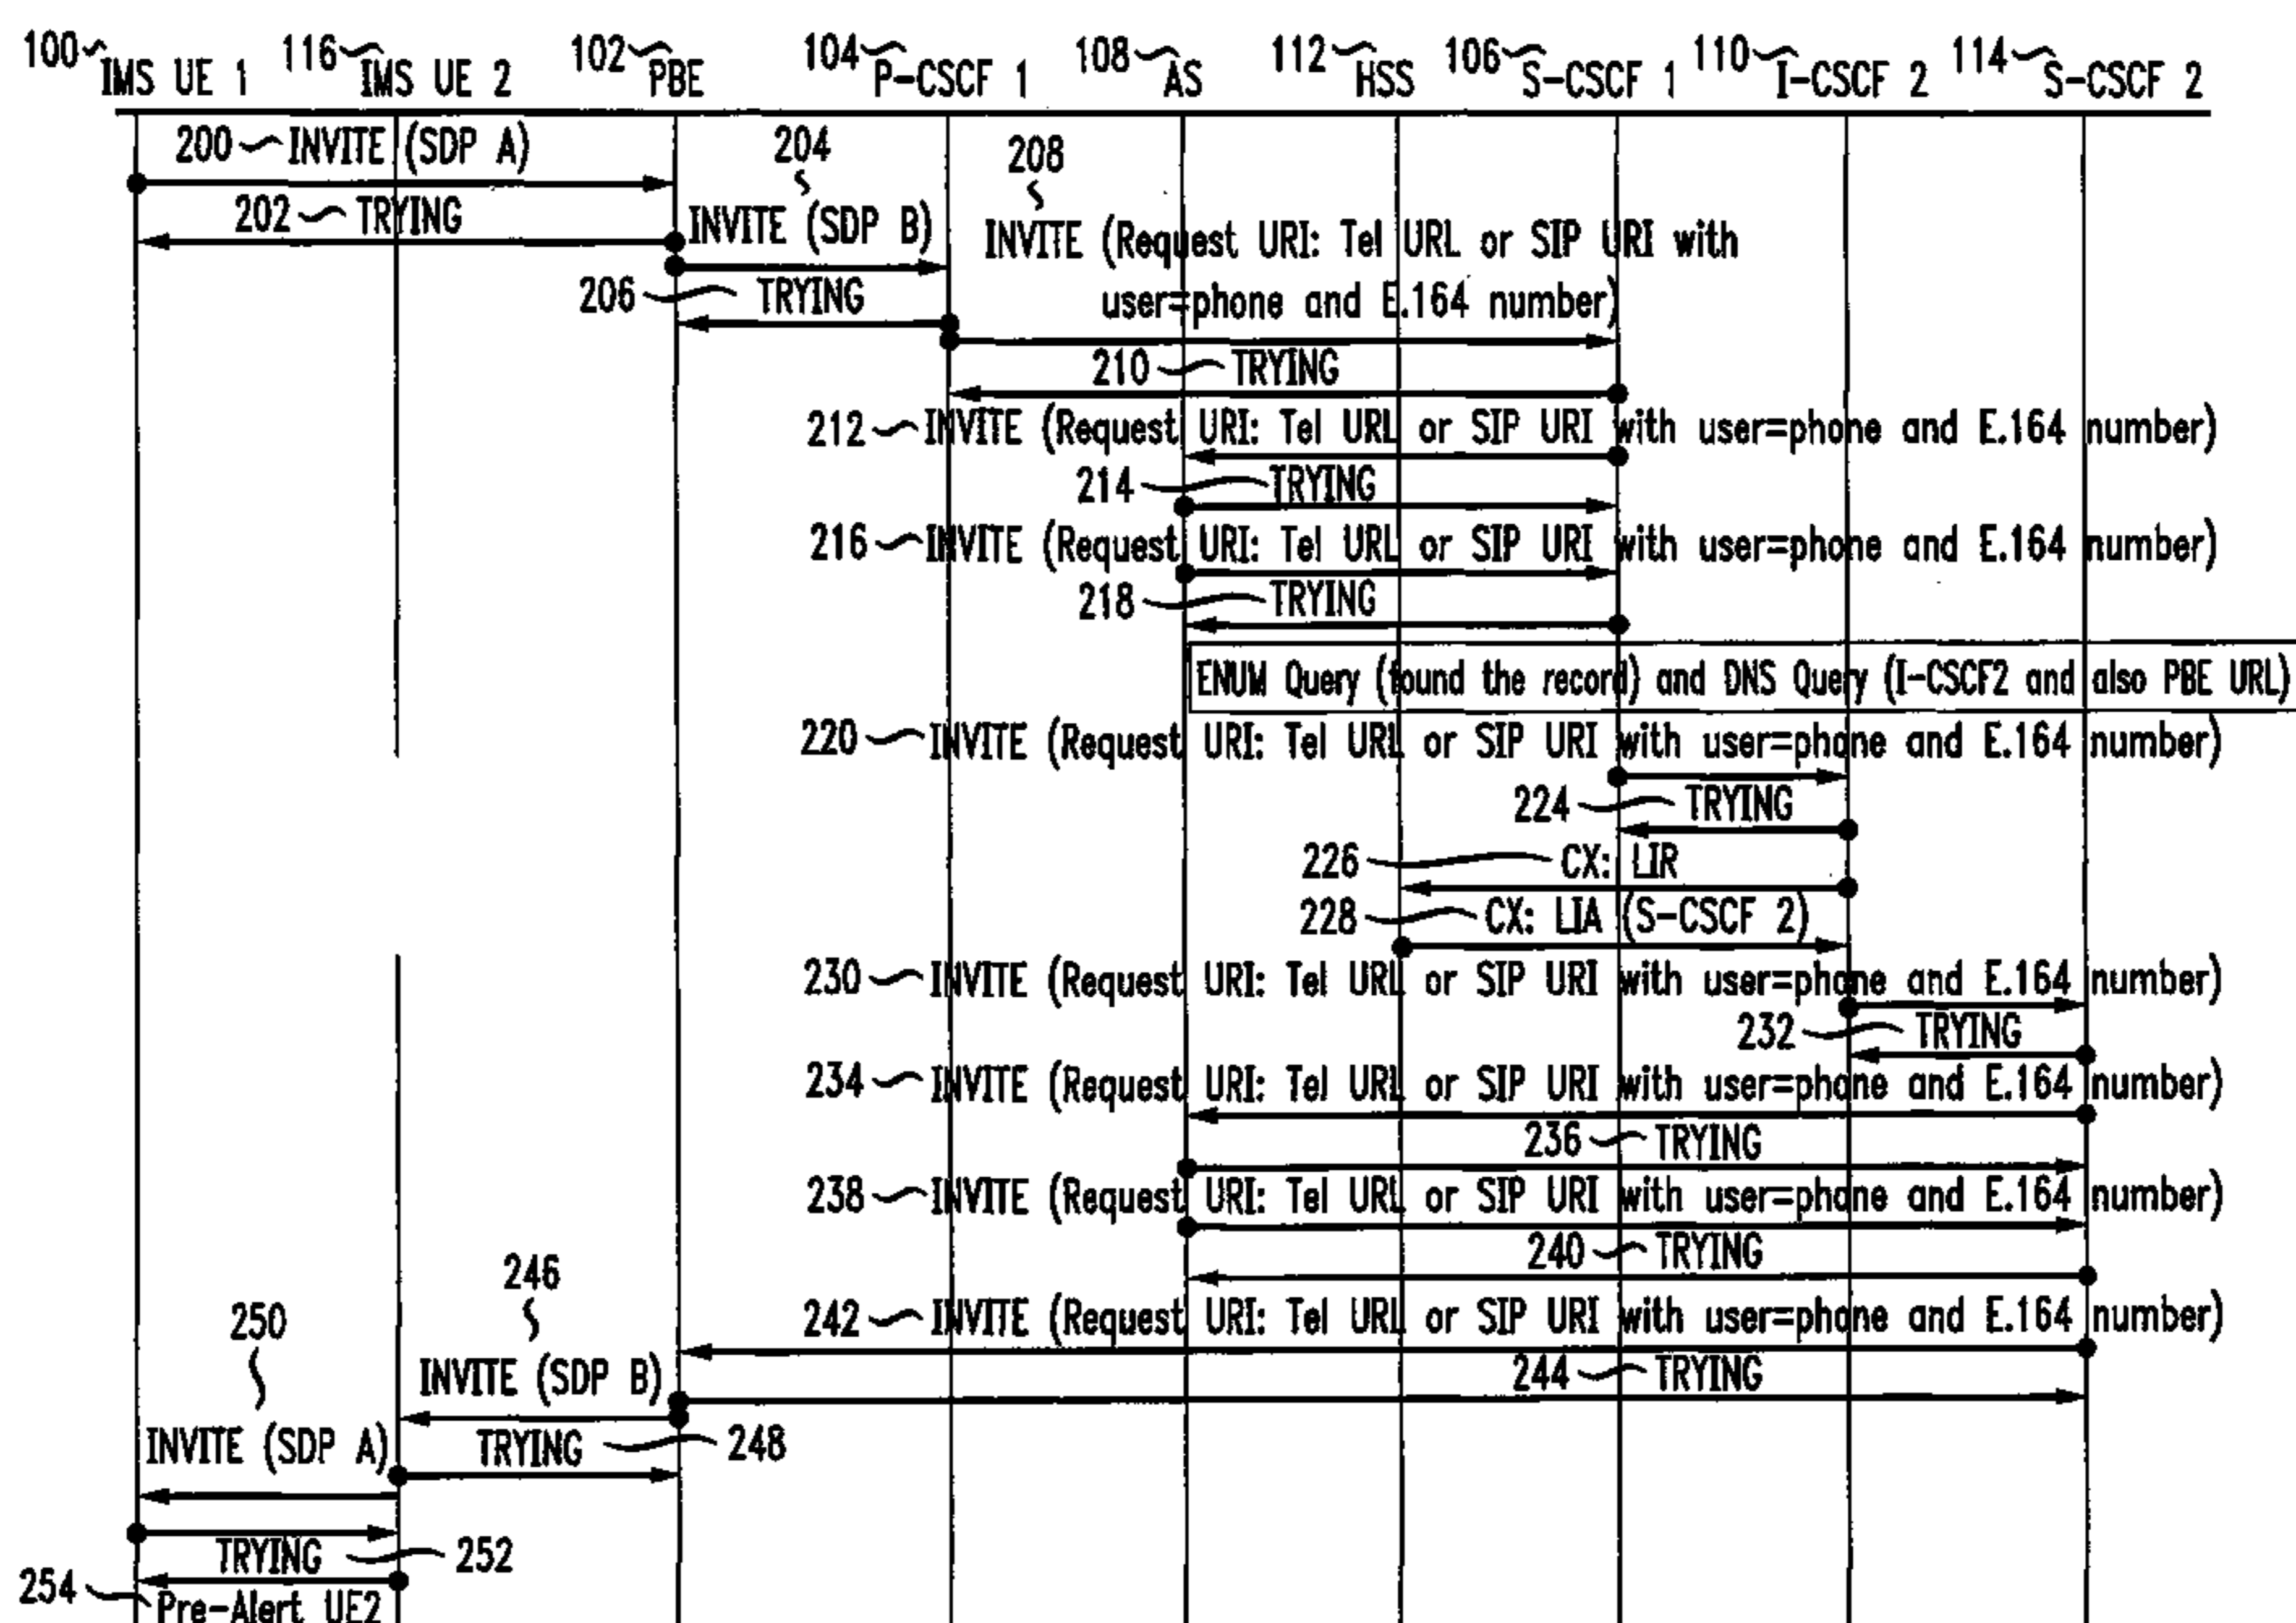 100 IMS UE 1 116 IMS UE 2 102 PBE 104 P-CSCF 1 108 AS 112 HSS 106 S-CSCF 1 110 I-CSCF 2 114 S-CSCF 2
200 INVITE (SDP A)
204
208
202 TRYING
INVITE (SDP B)
INVITE (Request URI: Tel URL or SIP URI with
user=phone and E.164 number)
206 TRYING
210 TRYING
212 INVITE (Request URI: Tel URL or SIP URI with user=phone and E.164 number)
214 TRYING
216 INVITE (Request URI: Tel URL or SIP URI with user=phone and E.164 number)
218 TRYING
ENUM Query (found the record) and DNS Query (I-CSCF2 and also PBE URL)
220 INVITE (Request URI: Tel URL or SIP URI with user=phone and E.164 number)
224 TRYING
226 CX: LIR
228 CX: LIA (S-CSCF 2)
230 INVITE (Request URI: Tel URL or SIP URI with user=phone and E.164 number)
232 TRYING
234 INVITE (Request URI: Tel URL or SIP URI with user=phone and E.164 number)
236 TRYING
238 INVITE (Request URI: Tel URL or SIP URI with user=phone and E.164 number)
240 TRYING
246
242 INVITE (Request URI: Tel URL or SIP URI with user=phone and E.164 number)
250
INVITE (SDP B)
244 TRYING
INVITE (SDP A)
TRYING 248
TRYING 252
254 Pre-Alert UE2